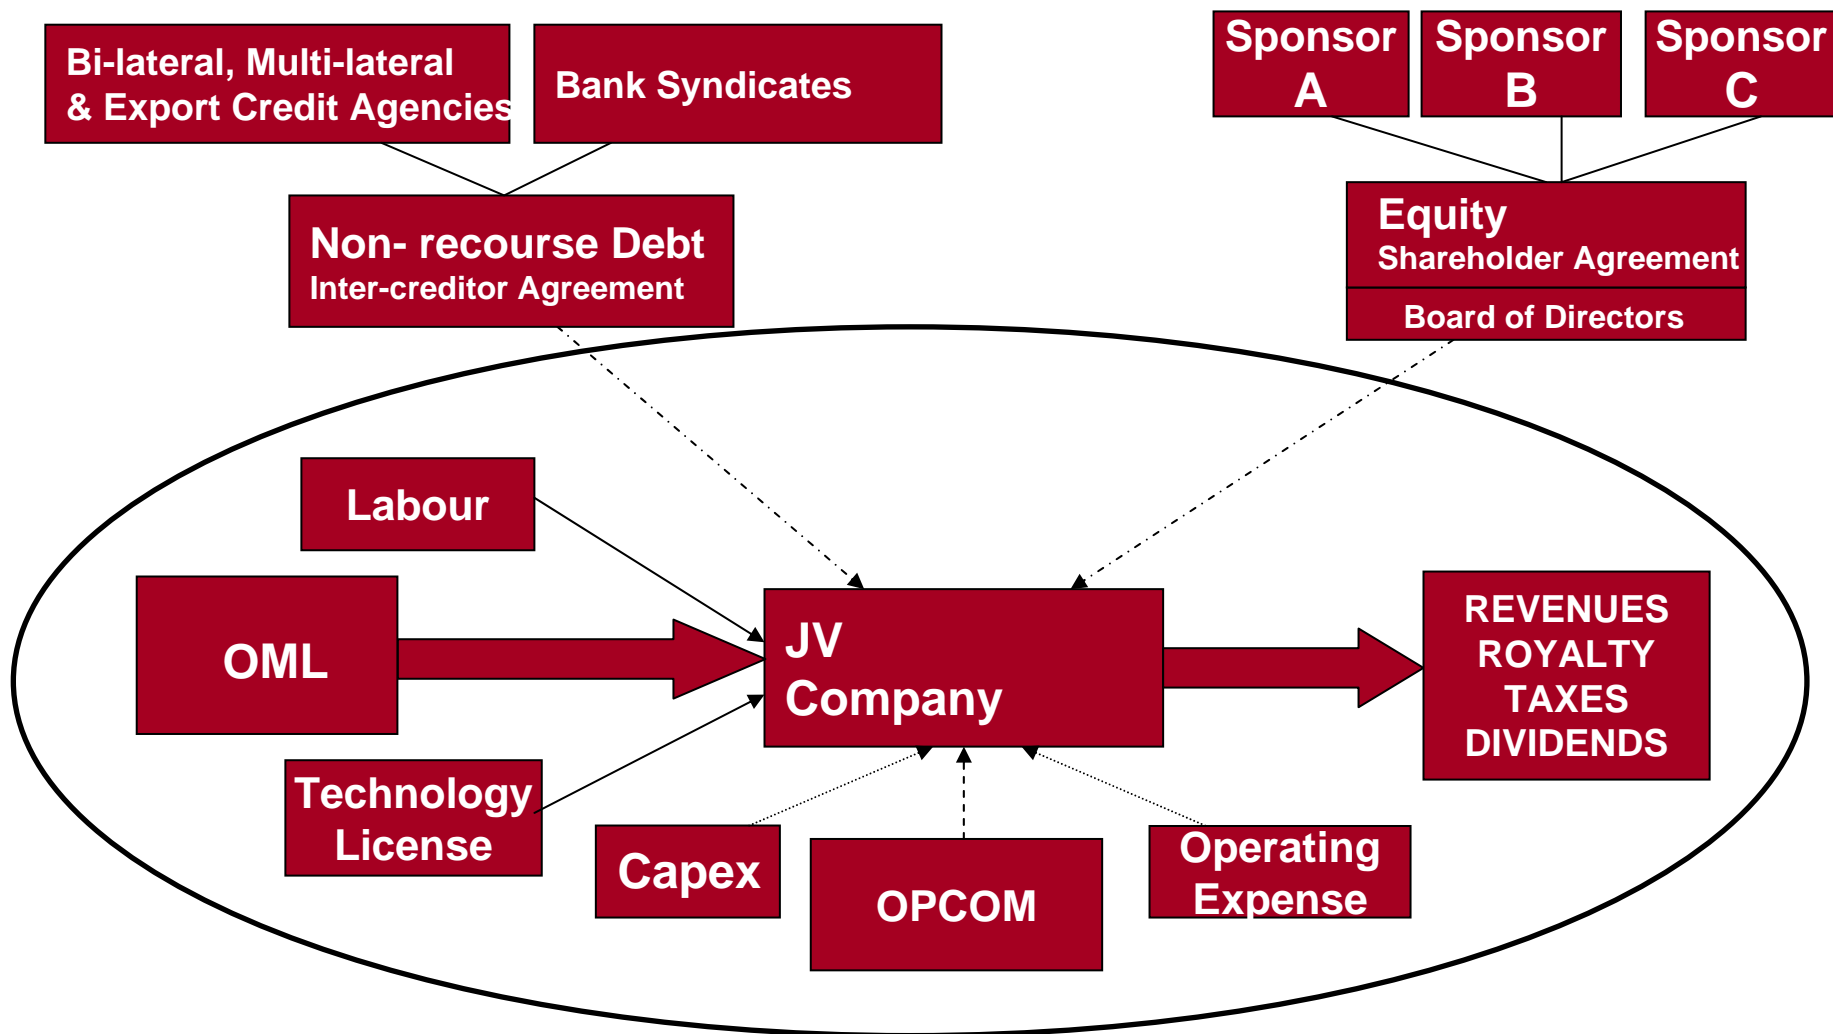 Bi-lateral, Multi-lateral
& Export Credit Agencies
Bank Syndicates
Sponsor
A
Sponsor
B
Sponsor
C
Non- recourse Debt
Inter-creditor Agreement
Equity
Shareholder Agreement
Board of Directors
Labour
OML
JV
Company
REVENUES
ROYALTY
TAXES
DIVIDENDS
Technology
License
Capex
OPCOM
Operating
Expense